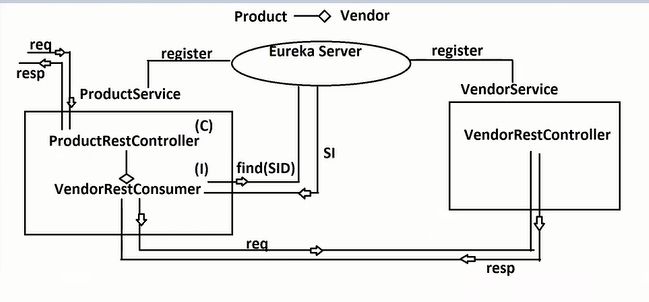 Product Vendor
req
resp
register
Eureka Server
register
ProductService
VendorService
(C)
ProductRestController
VendorRestController
(I)
find(SID)
SI
VendorRestConsumer
req
resp